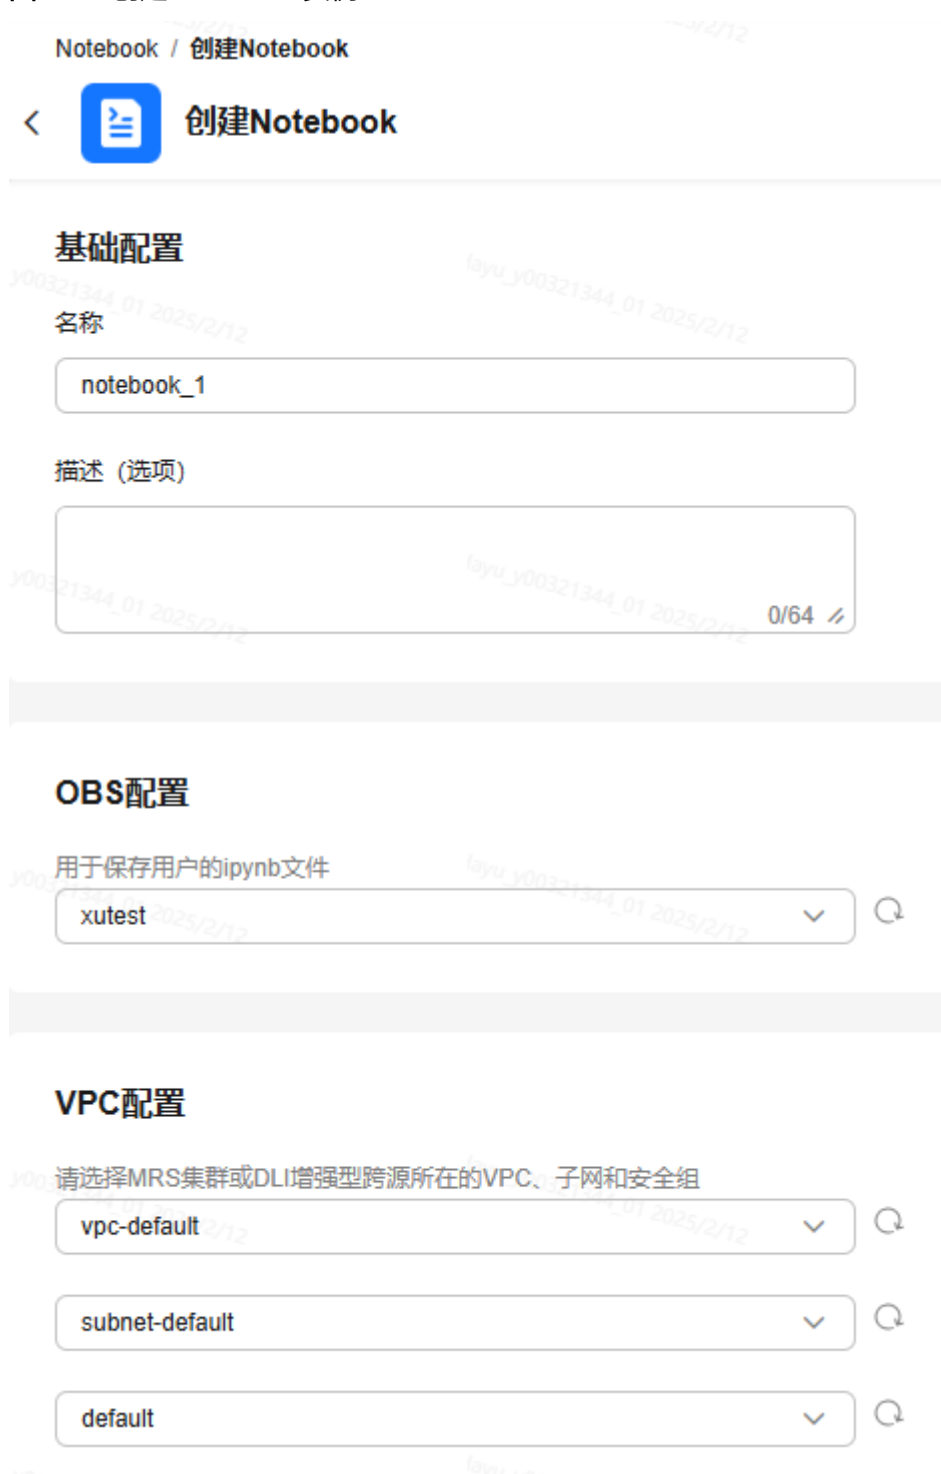 Notebook / 创建Notebook
创建Notebook
基础配置
名称
notebook_1
描述（选项）
0/64
OBS配置
用于保存用户的ipynb文件
xutest
VPC配置
请选择MRS集群或DLI增强型跨源所在的VPC、子网和安全组
vpc-default
subnet-default
default